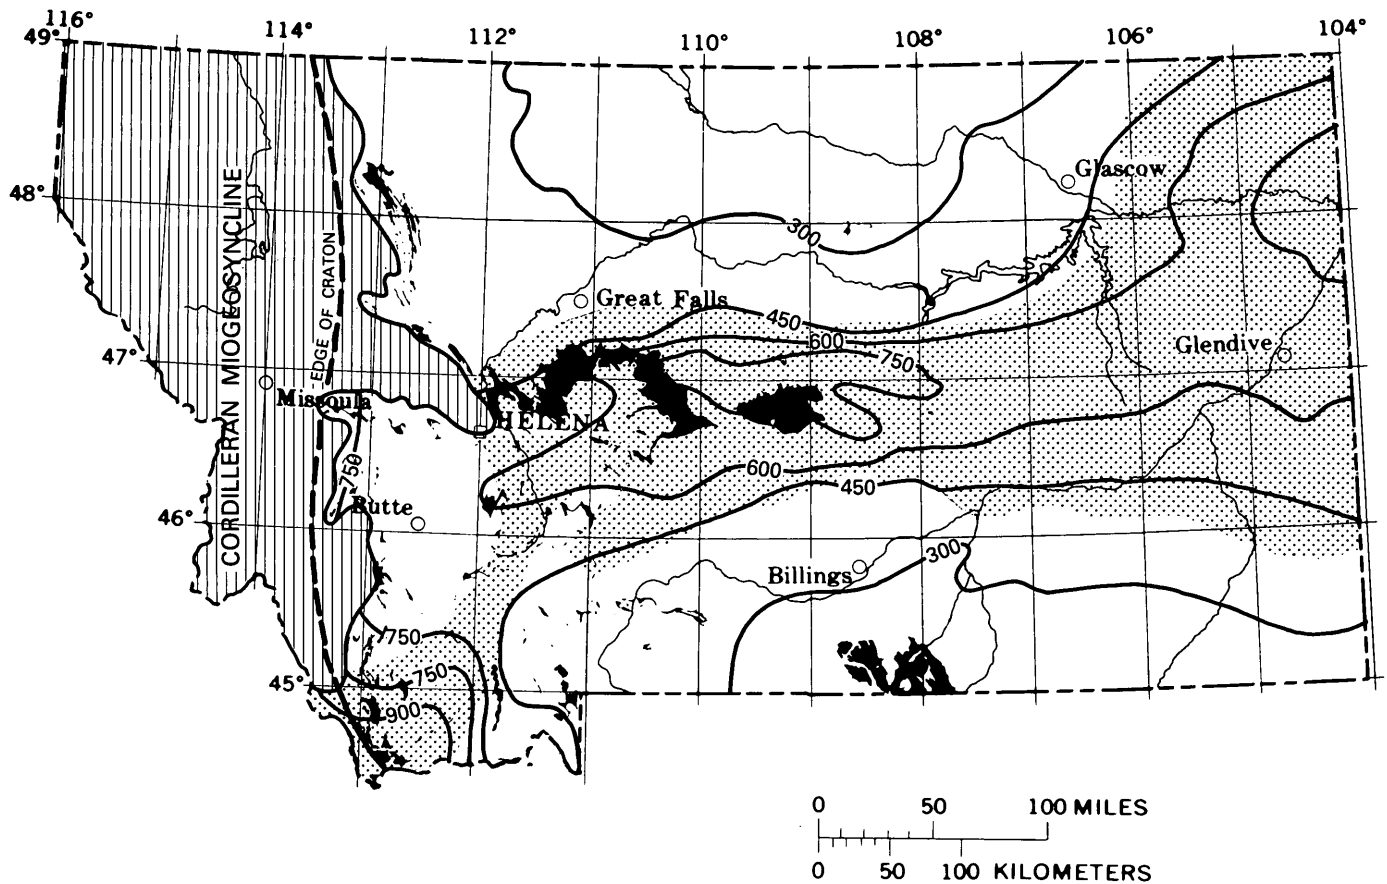 116° 114° 112° 110° 108° 106° 104°
49°
Glascow
48°
300
CORDILLERAN MIOGEOSYNCLINE
EDGE OF CRATON
Great Falls
450
600
750
Glendive
47°
Missoula
HELENA
750
600
450
Butte
46°
300
Billings
750
750
45°
900
0 50 100 MILES
0 50 100 KILOMETERS